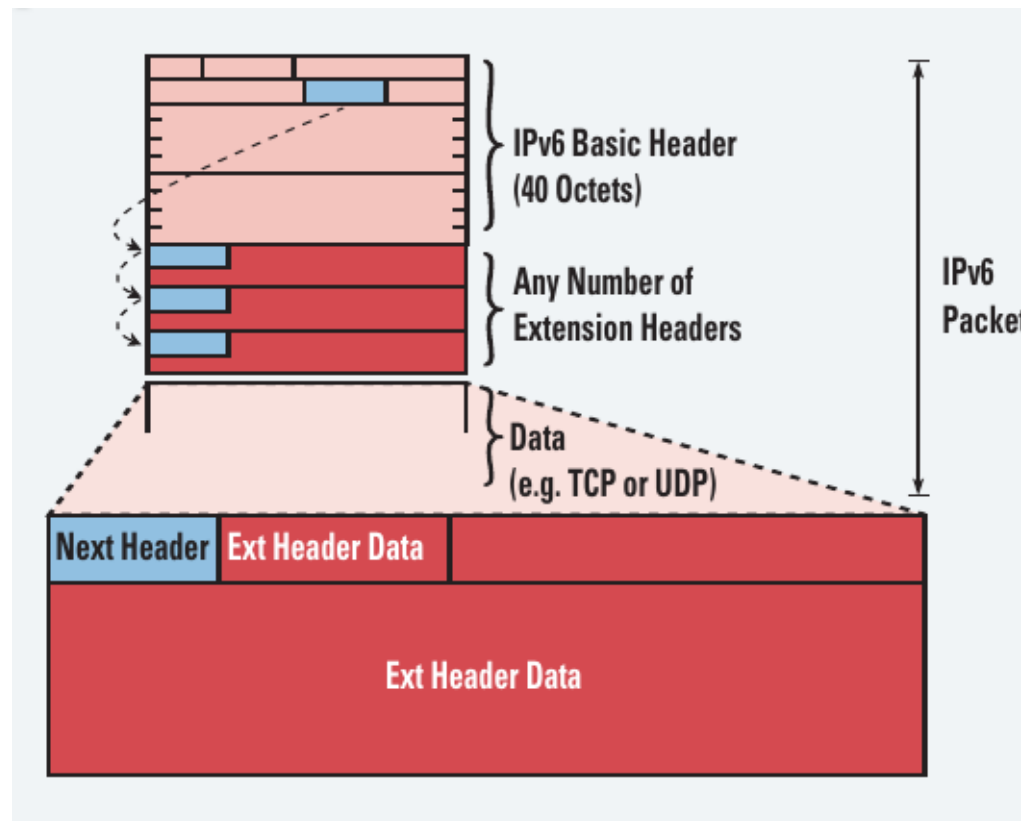 IPv6 Basic Header
(40 Octets)
Any Number of
Extension Headers
IPv6
Packet
Data
(e.g. TCP or UDP)
Next Header
Ext Header Data
Ext Header Data